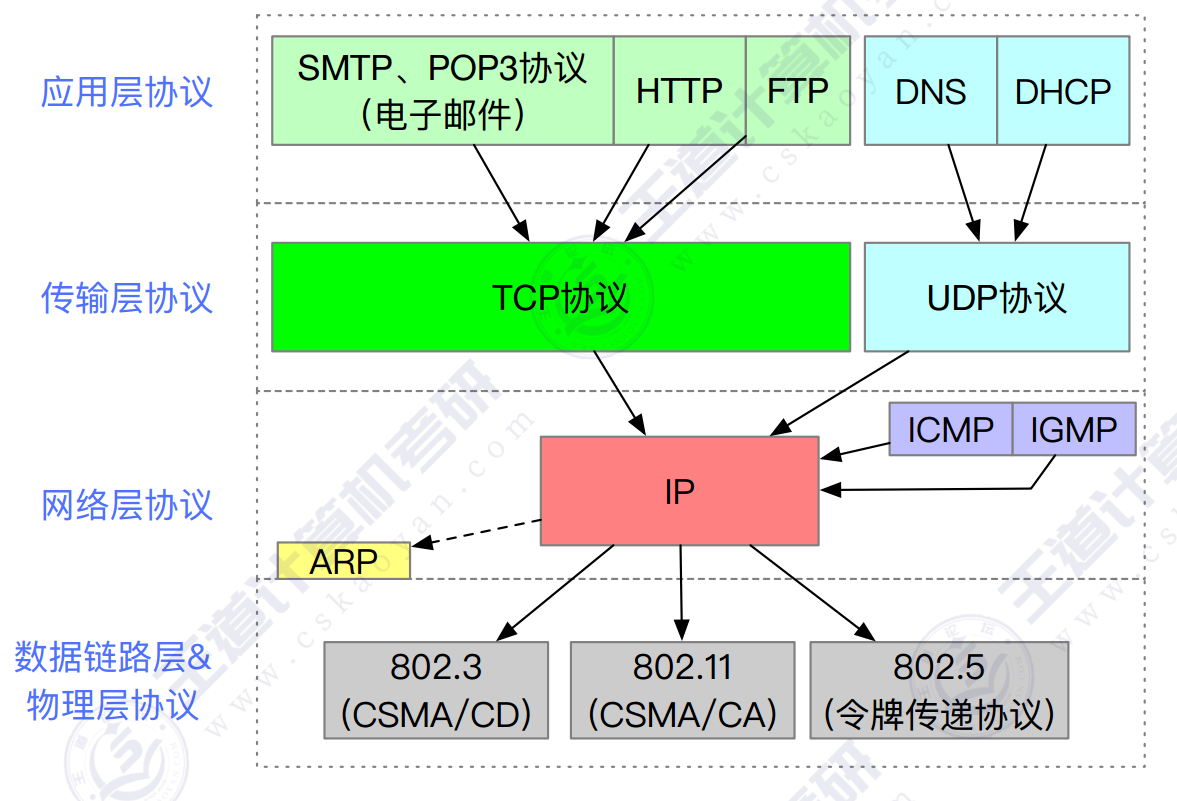 应用层协议
SMTP、POP3协议
(电子邮件)
HTTP
FTP
DNS
DHCP
传输层协议
TCP协议
UDP协议
网络层协议
ICMP
IGMP
IP
ARP
数据链路层&
物理层协议
802.3
(CSMA/CD)
802.11
(CSMA/CA)
802.5
(令牌传递协议)
王道计算机考研
www.cskaoyan.com